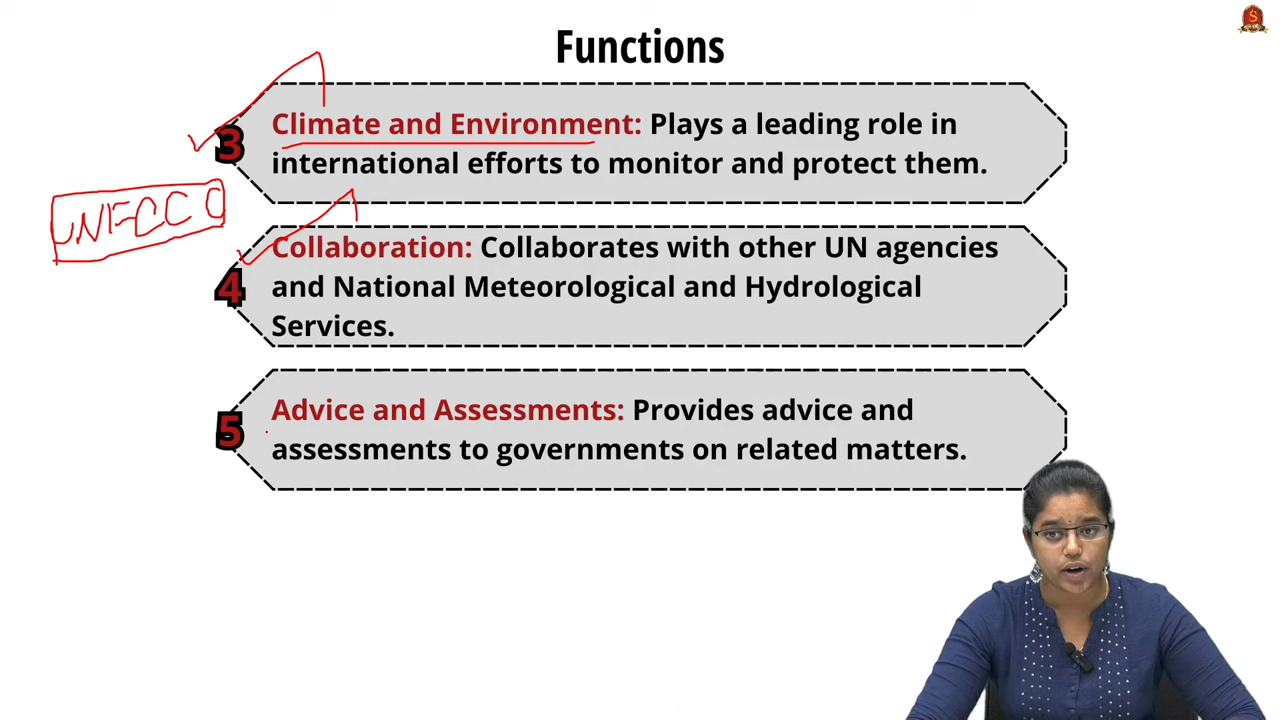 Functions
3
Climate and Environment: Plays a leading role in
international efforts to monitor and protect them.
UNFCCC
4
Collaboration: Collaborates with other UN agencies
and National Meteorological and Hydrological
Services.
5
Advice and Assessments: Provides advice and
assessments to governments on related matters.